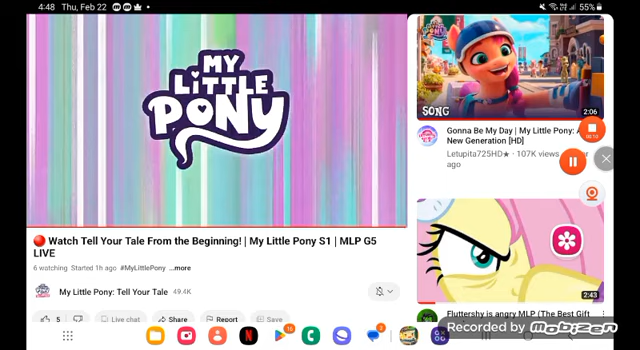 4:48 Thu, Feb 22
55%
MY
LITTLE
PONY
SONG
2:06
🔴 Watch Tell Your Tale From the Beginning! | My Little Pony S1 | MLP G5
LIVE
6 watching Started 1h ago #MyLittlePony ...more
My Little Pony: Tell Your Tale 49.4K
5
Live chat
Share
Report
Save
Gonna Be My Day | My Little Pony: A
New Generation [HD]
Letupita725HD★ · 107K views
ago
2:43
Fluttershy is angry MLP (The Best Gift
Recorded by Mobizen